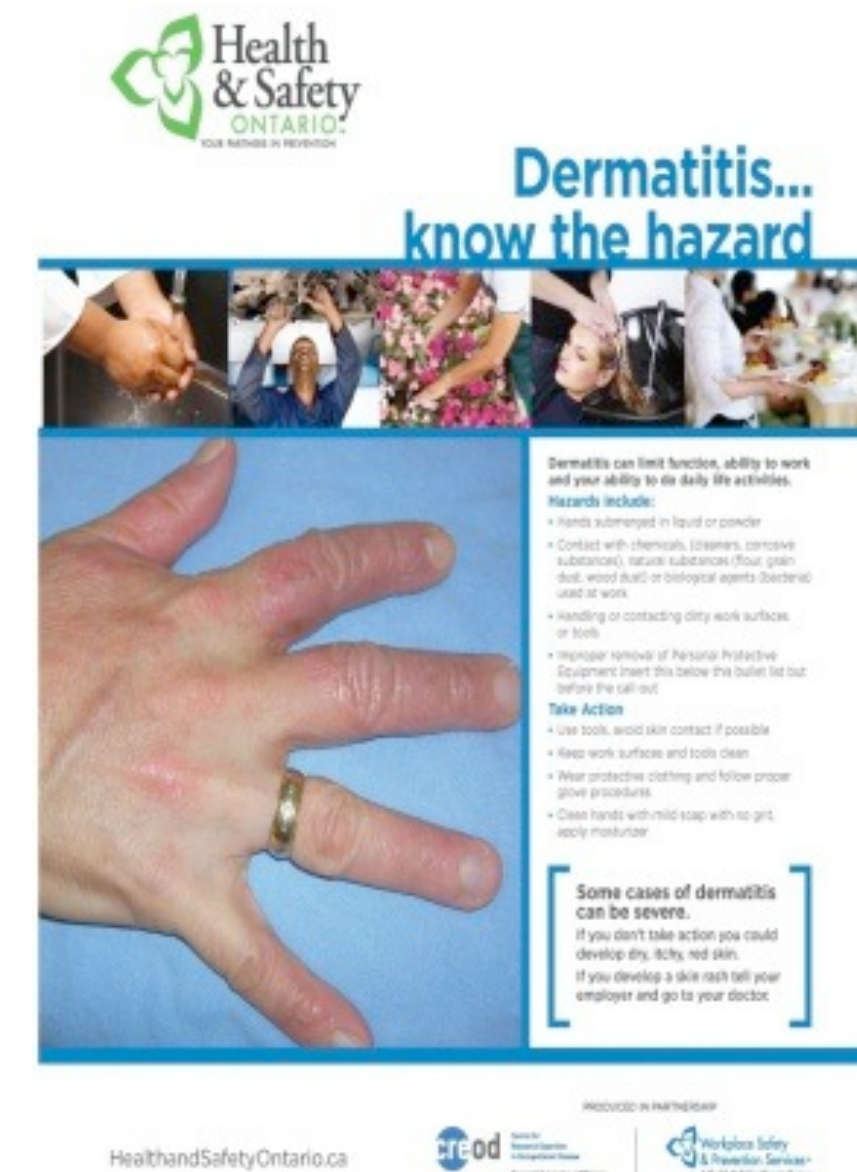 Health
& Safety
ONTARIO
YOUR PARTNERS IN PREVENTION
Dermatitis...
know the hazard
Dermatitis can limit function, ability to work
and your ability to do daily life activities.
Hazards include:
• Hands submerged in liquid or powder
• Contact with chemicals, (cleaners, corrosive
substances), natural substances (flour, grain
dust, wood dust) or biological agents (bacteria)
used at work
• Handling or contacting dirty work surfaces
or tools
• Improper removal of Personal Protective
Equipment Insert this below this bullet list but
before the call out
Take Action
• Use tools, avoid skin contact if possible
• Keep work surfaces and tools clean
• Wear protective clothing and follow proper
glove procedures
• Clean hands with mild soap with no grit,
apply moisturizer
Some cases of dermatitis
can be severe.
If you don't take action you could
develop dry, itchy, red skin.
If you develop a skin rash tell your
employer and go to your doctor.
PRODUCED IN PARTNERSHIP
HealthandSafetyOntario.ca
creod
Centre for
Research Expertise
in Occupational Disease
Workplace Safety
& Prevention Services